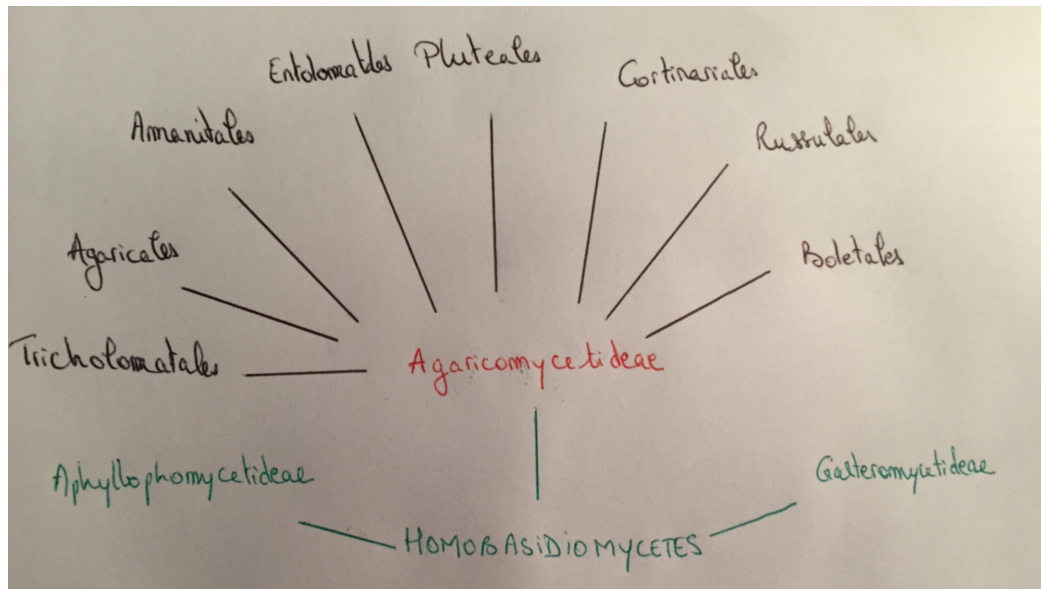 Entolomatales Pluteales
Cortinariales
Amanitales
Russulales
Agaricales
Boletales
Tricholomatales
Agaricomycetideae
Aphyllophomycetideae
Gasteromycetideae
HOMOBASIDIOMYCETES